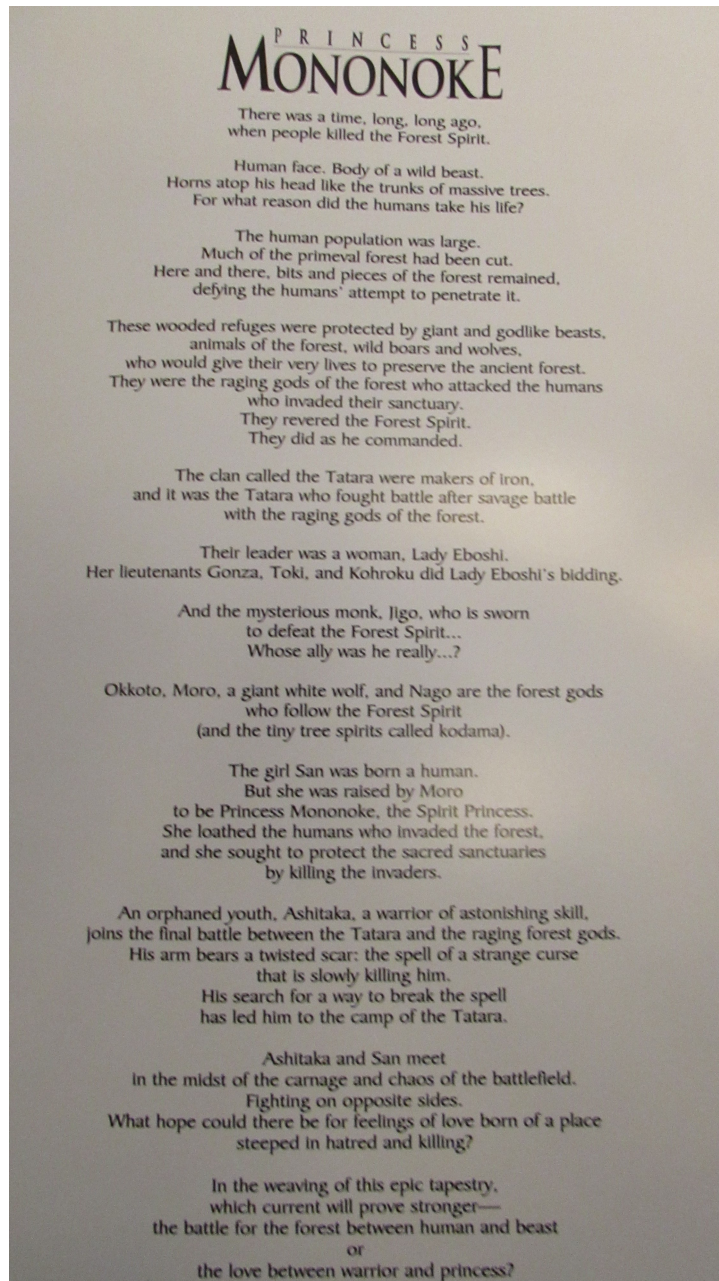 PRINCESS
MONONOKE
There was a time, long, long ago,
when people killed the Forest Spirit.
Human face. Body of a wild beast.
Horns atop his head like the trunks of massive trees.
For what reason did the humans take his life?
The human population was large.
Much of the primeval forest had been cut.
Here and there, bits and pieces of the forest remained,
defying the humans' attempt to penetrate it.
These wooded refuges were protected by giant and godlike beasts,
animals of the forest, wild boars and wolves,
who would give their very lives to preserve the ancient forest.
They were the raging gods of the forest who attacked the humans
who invaded their sanctuary.
They revered the Forest Spirit.
They did as he commanded.
The clan called the Tatara were makers of iron,
and it was the Tatara who fought battle after savage battle
with the raging gods of the forest.
Their leader was a woman, Lady Eboshi.
Her lieutenants Gonza, Toki, and Kohroku did Lady Eboshi's bidding.
And the mysterious monk, Jigo, who is sworn
to defeat the Forest Spirit...
Whose ally was he really...?
Okkoto, Moro, a giant white wolf, and Nago are the forest gods
who follow the Forest Spirit
(and the tiny tree spirits called kodama).
The girl San was born a human.
But she was raised by Moro
to be Princess Mononoke, the Spirit Princess.
She loathed the humans who invaded the forest,
and she sought to protect the sacred sanctuaries
by killing the invaders.
An orphaned youth, Ashitaka, a warrior of astonishing skill,
joins the final battle between the Tatara and the raging forest gods.
His arm bears a twisted scar: the spell of a strange curse
that is slowly killing him.
His search for a way to break the spell
has led him to the camp of the Tatara.
Ashitaka and San meet
in the midst of the carnage and chaos of the battlefield.
Fighting on opposite sides.
What hope could there be for feelings of love born of a place
steeped in hatred and killing?
In the weaving of this epic tapestry,
which current will prove stronger—
the battle for the forest between human and beast
or
the love between warrior and princess?